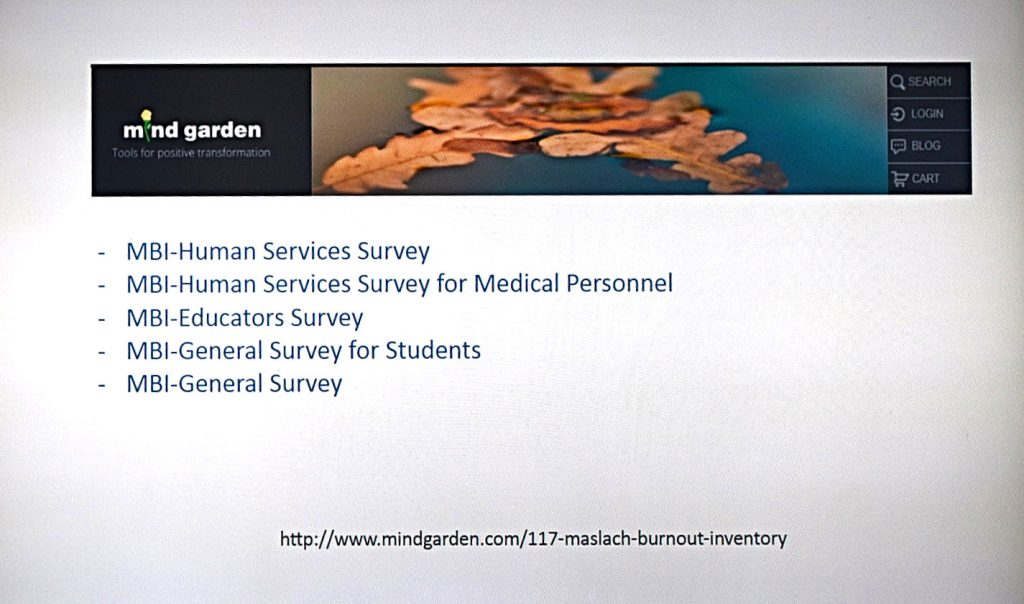 mind garden
Tools for positive transformation
SEARCH
LOGIN
BLOG
CART
- MBI-Human Services Survey
- MBI-Human Services Survey for Medical Personnel
- MBI-Educators Survey
- MBI-General Survey for Students
- MBI-General Survey
http://www.mindgarden.com/117-maslach-burnout-inventory